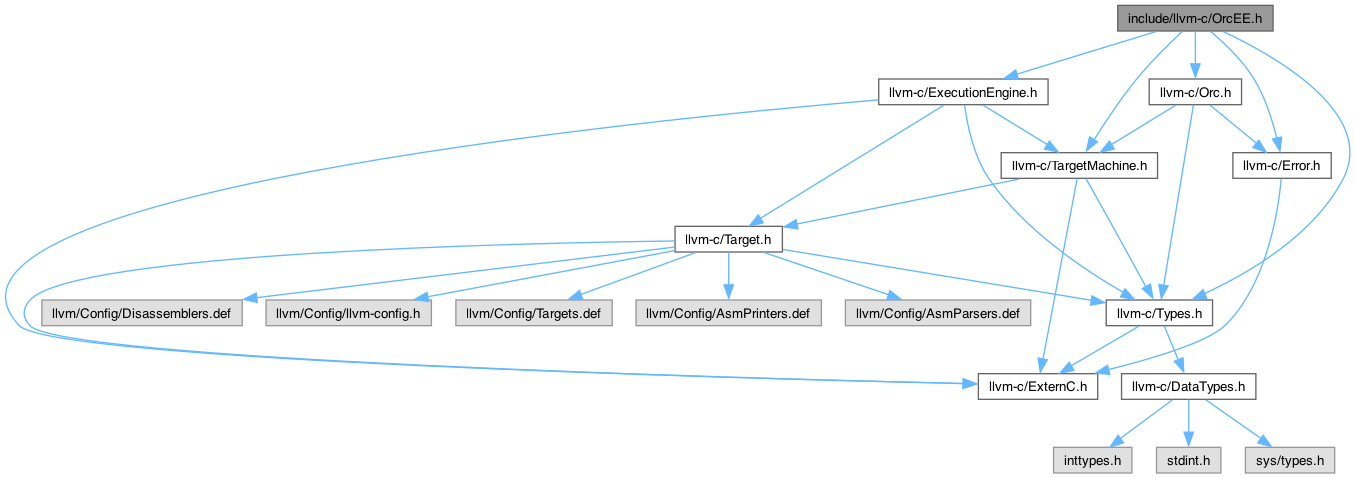 include/llvm-c/OrcEE.h
llvm-c/ExecutionEngine.h
llvm-c/Orc.h
llvm-c/TargetMachine.h
llvm-c/Error.h
llvm-c/Target.h
llvm/Config/Disassemblers.def
llvm/Config/llvm-config.h
llvm/Config/Targets.def
llvm/Config/AsmPrinters.def
llvm/Config/AsmParsers.def
llvm-c/Types.h
llvm-c/ExternC.h
llvm-c/DataTypes.h
inttypes.h
stdint.h
sys/types.h